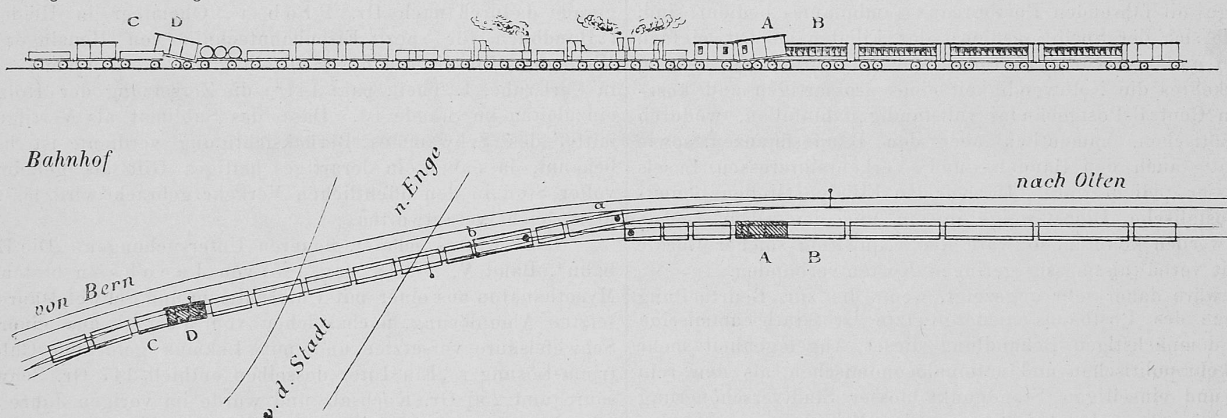 C D A B
Bahnhof
n. Enge
nach Olten
a
b
A B
von Bern
C D
v. d. Stadt